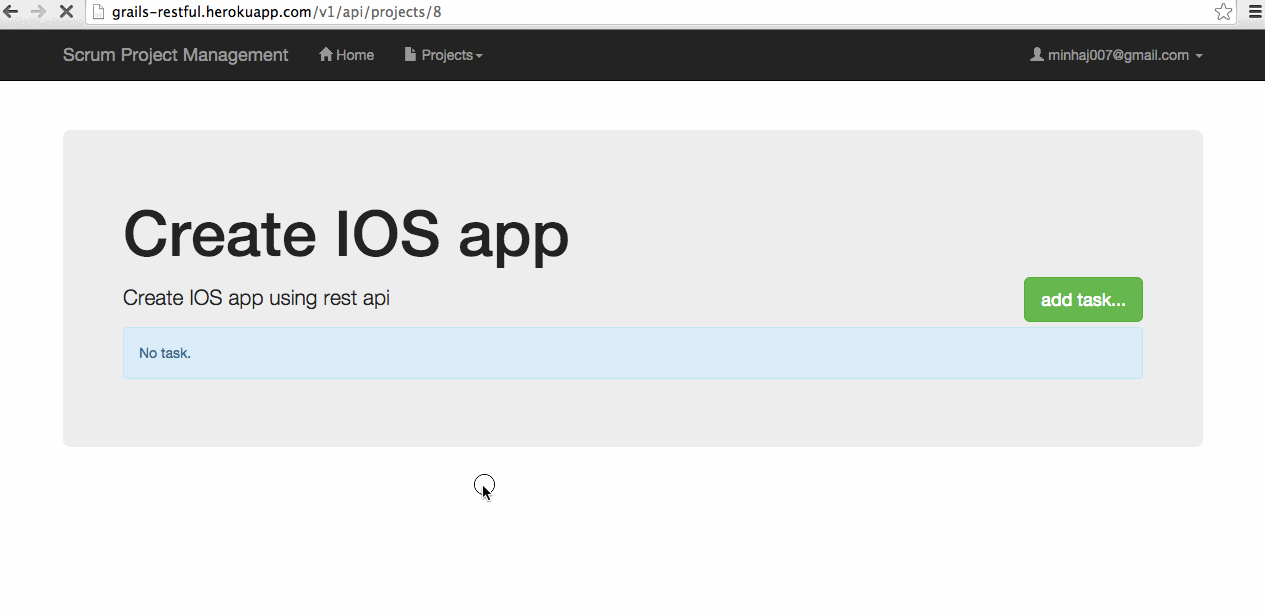 grails-restful.herokuapp.com/v1/api/projects/8
Scrum Project Management Home Projects minhaj007@gmail.com
Create IOS app
Create IOS app using rest api
add task...
No task.